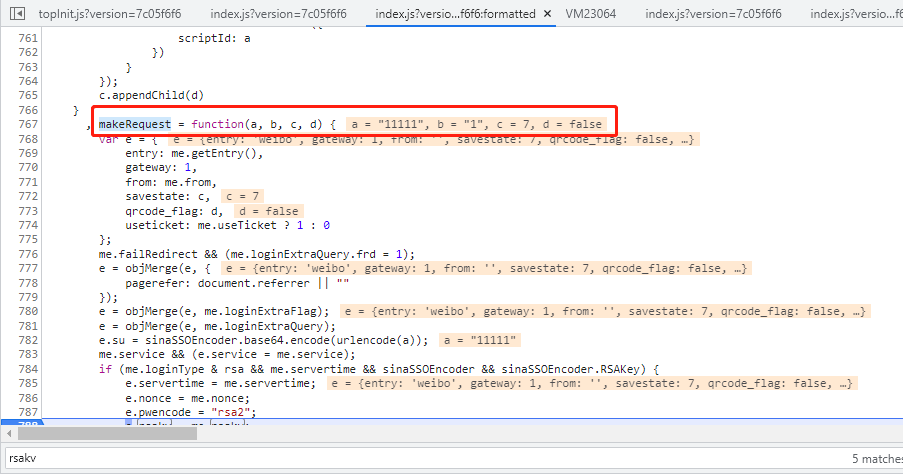 topInit.js?version=7c05f6f6 index.js?version=7c05f6f6 index.js?versio...f6f6:formatted × VM23064 index.js?version=7c05f6f6 index.js?version=7c05f6
761 scriptId: a
762 })
763 }
764 });
765 c.appendChild(d)
766 }
767 , makeRequest = function(a, b, c, d) { a = "11111", b = "1", c = 7, d = false
768 var e = { e = {entry: 'weibo', gateway: 1, from: '', savestate: 7, qrcode_flag: false, …}
769 entry: me.getEntry(),
770 gateway: 1,
771 from: me.from,
772 savestate: c, c = 7
773 qrcode_flag: d, d = false
774 useticket: me.useTicket ? 1 : 0
775 };
776 me.failRedirect && (me.loginExtraQuery.frd = 1);
777 e = objMerge(e, { e = {entry: 'weibo', gateway: 1, from: '', savestate: 7, qrcode_flag: false, …}
778 pagerefer: document.referrer || ""
779 });
780 e = objMerge(e, me.loginExtraFlag); e = {entry: 'weibo', gateway: 1, from: '', savestate: 7, qrcode_flag: false, …}
781 e = objMerge(e, me.loginExtraQuery);
782 e.su = sinaSSOEncoder.base64.encode(urlencode(a)); a = "11111"
783 me.service && (e.service = me.service);
784 if (me.loginType & rsa && me.servertime && sinaSSOEncoder && sinaSSOEncoder.RSAKey) {
785 e.servertime = me.servertime; e = {entry: 'weibo', gateway: 1, from: '', savestate: 7, qrcode_flag: false, …}
786 e.nonce = me.nonce;
787 e.pwencode = "rsa2";
788
rsakv 5 matches